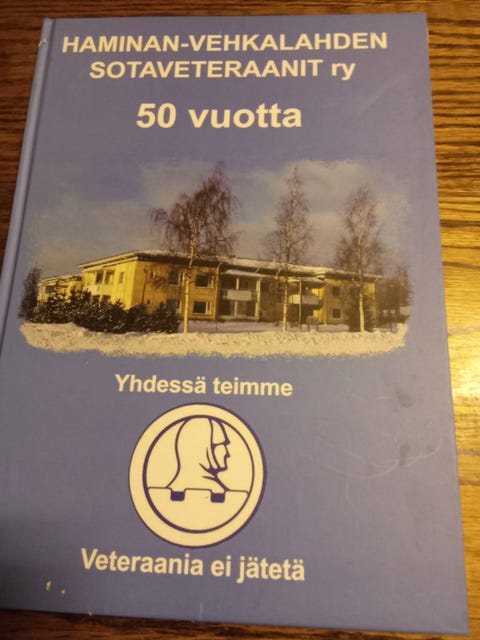 HAMINAN-VEHKALAHDEN
SOTAVETERAANIT ry
50 vuotta
Yhdessä teimme
Veteraania ei jätetä